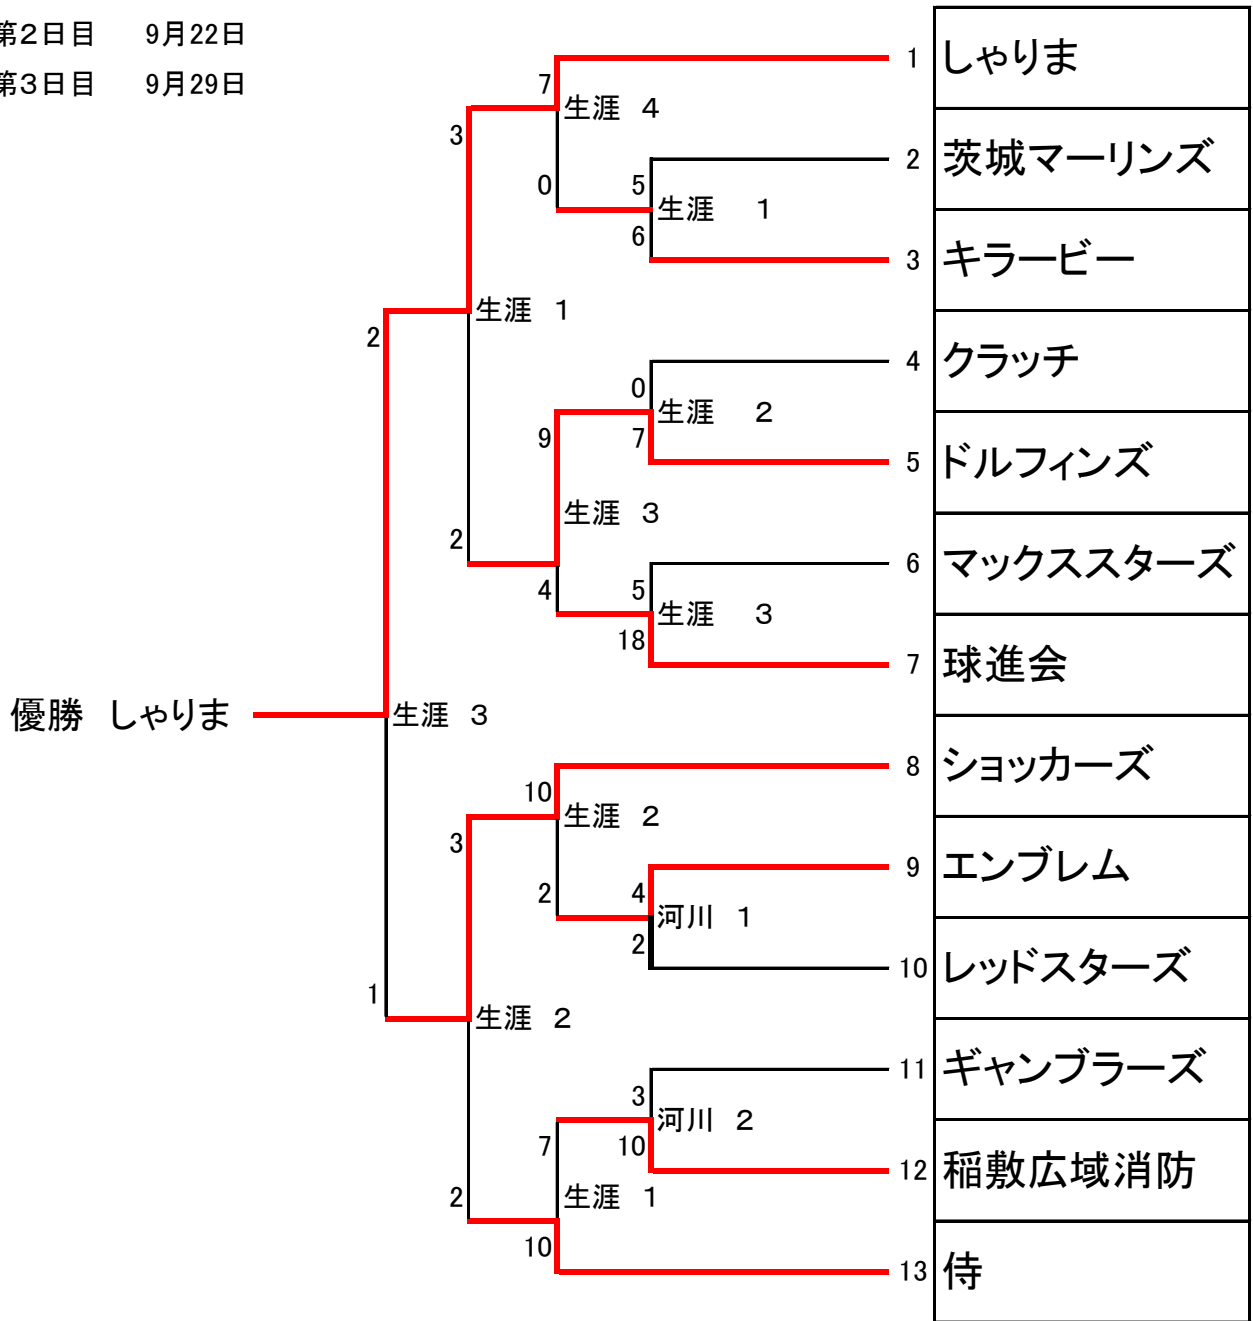 第2日目 9月22日
第3日目 9月29日
1 しゃりま
7
生涯 4
3
2 茨城マーリンズ
0
5
生涯 1
6
3 キラービー
生涯 1
2
4 クラッチ
0
生涯 2
9
7
5 ドルフィンズ
生涯 3
2
6 マックススターズ
4
5
生涯 3
18
7 球進会
優勝 しゃりま
生涯 3
8 ショッカーズ
10
生涯 2
3
9 エンブレム
2
4
河川 1
2
10 レッドスターズ
1
生涯 2
11 ギャンブラーズ
3
河川 2
7
10
12 稲敷広域消防
2
生涯 1
10
13 侍